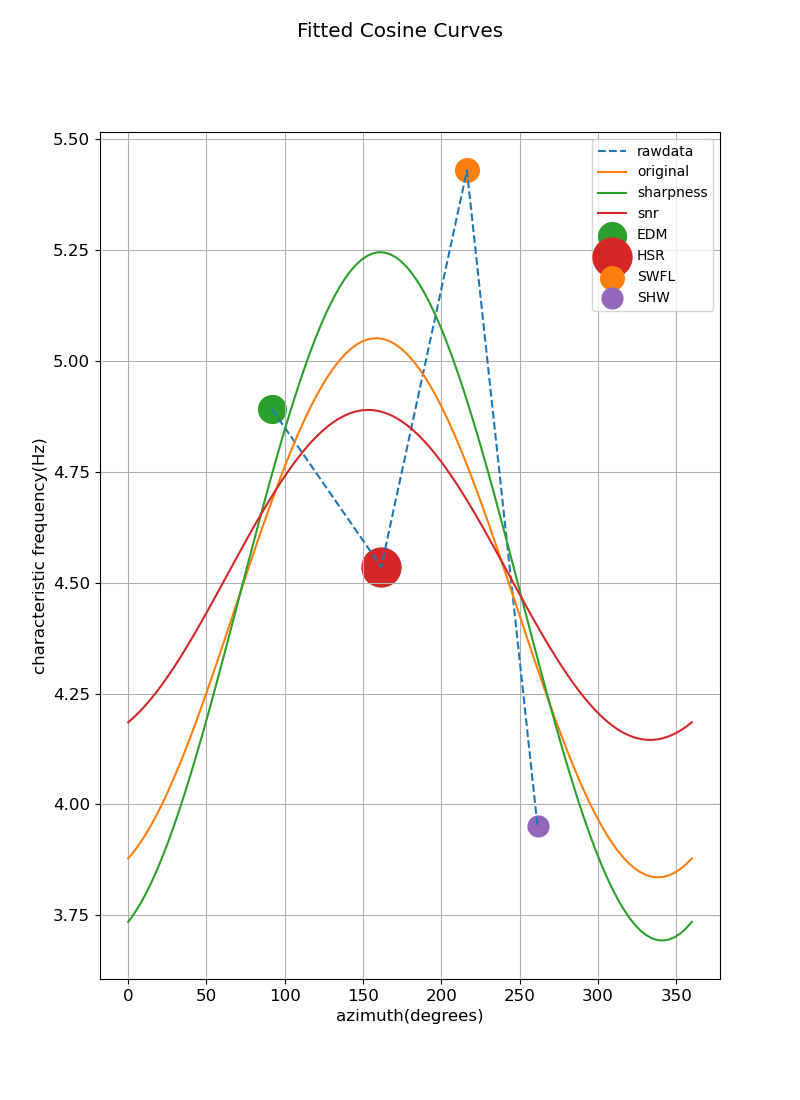 Fitted Cosine Curves
5.50
5.25
5.00
4.75
4.50
4.25
4.00
3.75
characteristic frequency(Hz)
rawdata
original
sharpness
snr
EDM
HSR
SWFL
SHW
0 50 100 150 200 250 300 350
azimuth(degrees)